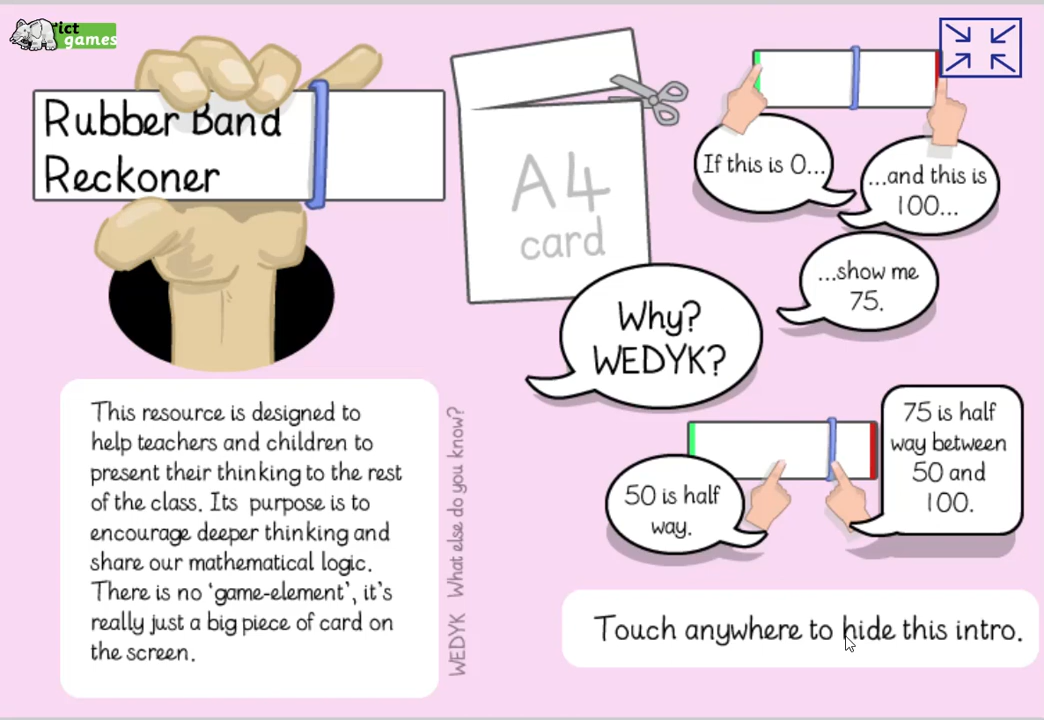 ict
games
Rubber Band
Reckoner
A4
card
If this is 0...
...and this is
100...
...show me
75.
Why?
WEDYK?
75 is half
way between
50 and
100.
50 is half
way.
This resource is designed to
help teachers and children to
present their thinking to the rest
of the class. Its purpose is to
encourage deeper thinking and
share our mathematical logic.
There is no 'game-element', it's
really just a big piece of card on
the screen.
WEDYK What else do you know?
Touch anywhere to hide this intro.